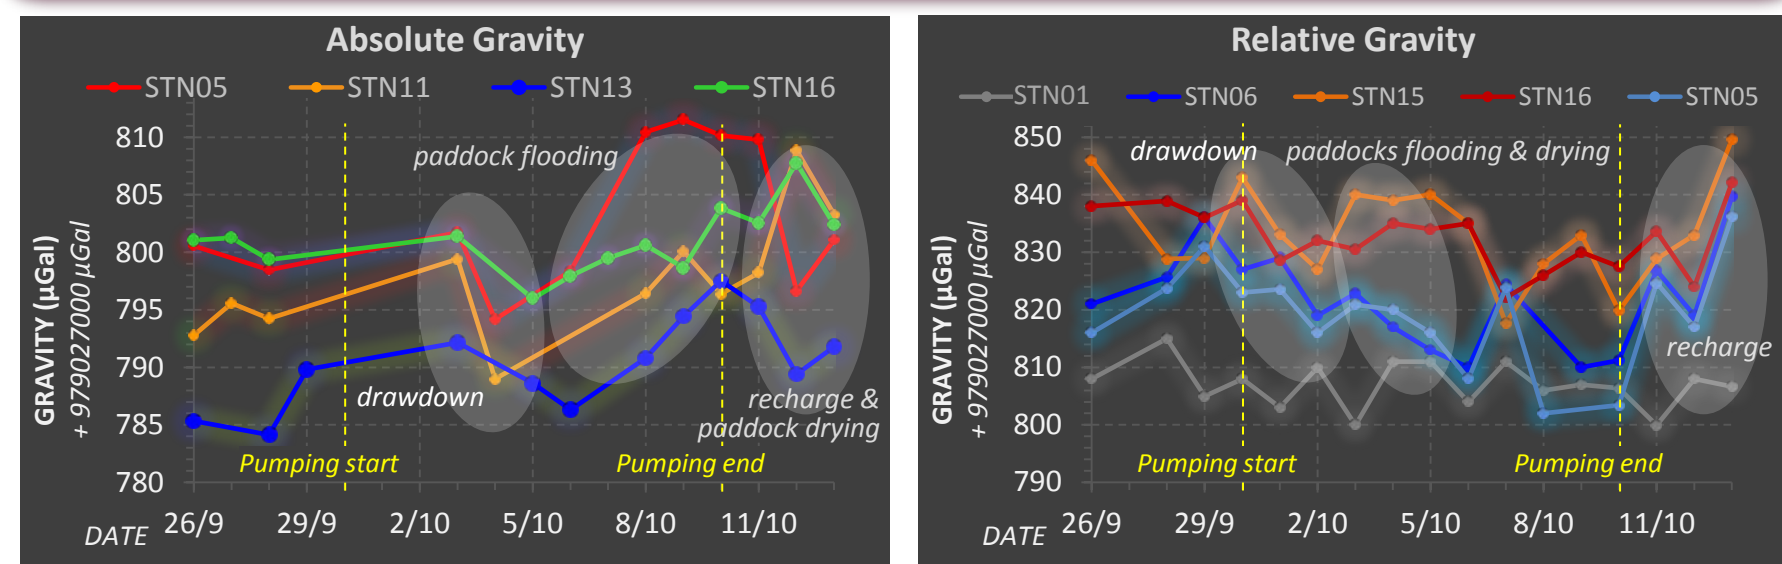 Absolute Gravity
STN05 STN11 STN13 STN16
810
805
800
795
790
785
780
GRAVITY (µGal)
+ 979027000 µGal
paddock flooding
drawdown
recharge &
paddock drying
Pumping start
Pumping end
DATE 26/9 29/9 2/10 5/10 8/10 11/10
Relative Gravity
STN01 STN06 STN15 STN16 STN05
850
840
830
820
810
800
790
GRAVITY (µGal)
+ 979027000 µGal
drawdown
paddocks flooding & drying
recharge
Pumping start
Pumping end
DATE 26/9 29/9 2/10 5/10 8/10 11/10